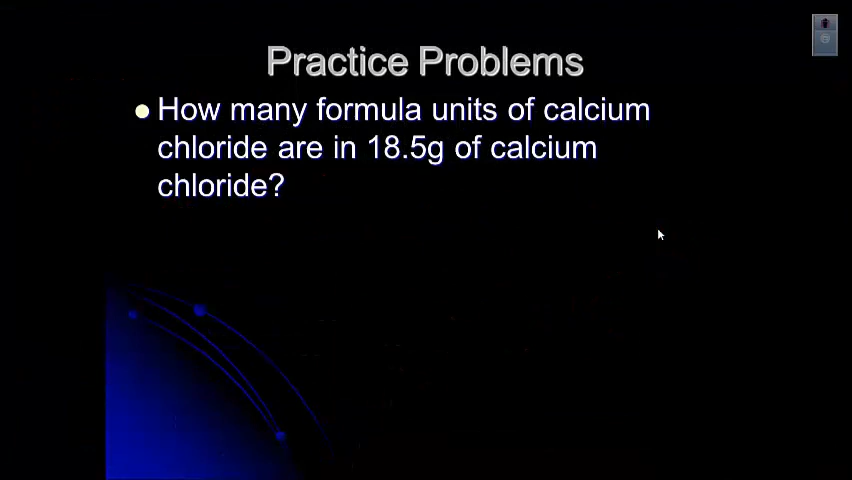 Practice Problems
How many formula units of calcium
chloride are in 18.5g of calcium
chloride?